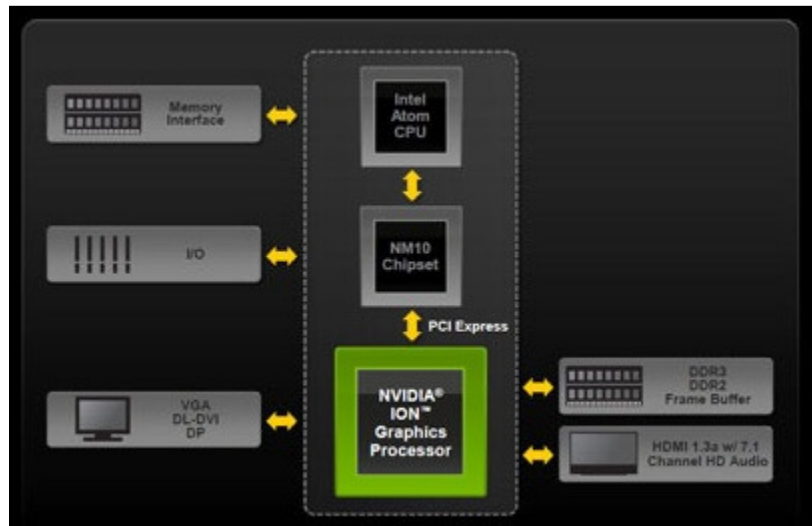 Memory
Interface
Intel
Atom
CPU
I/O
NM10
Chipset
PCI Express
VGA
DL-DVI
DP
NVIDIA®
ION™
Graphics
Processor
DDR3
DDR2
Frame Buffer
HDMI 1.3a w/ 7.1
Channel HD Audio